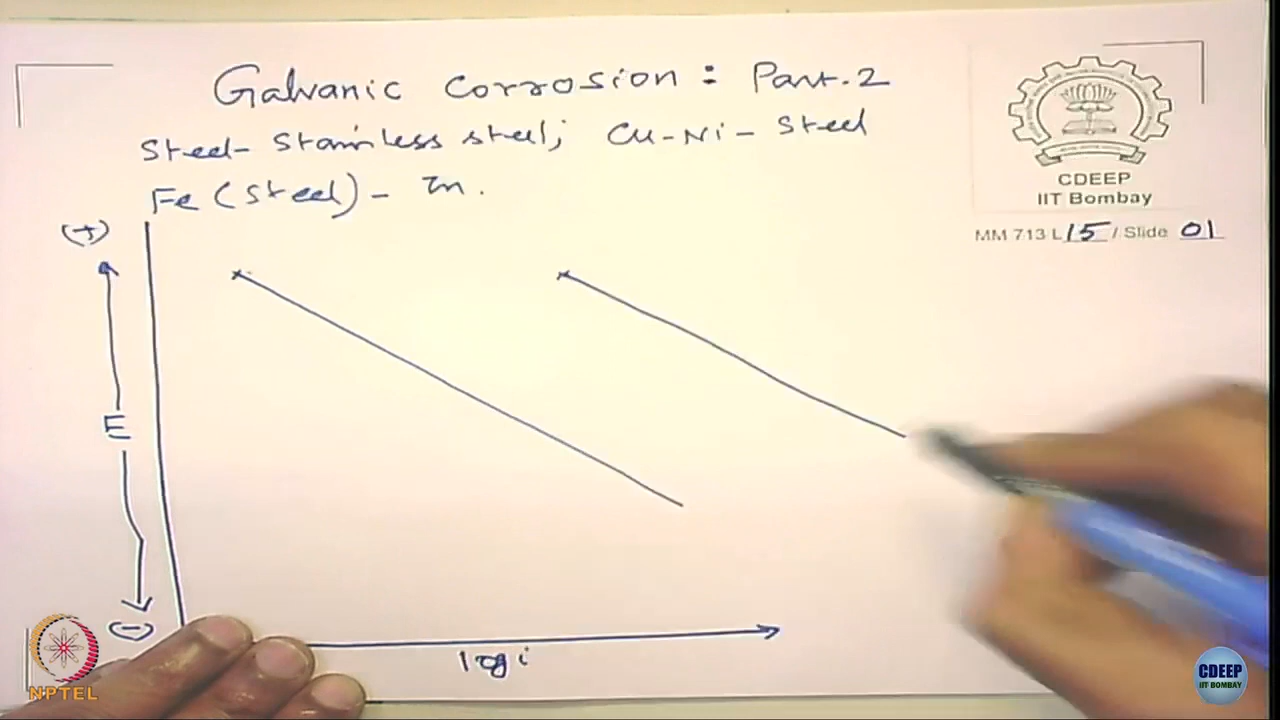 Galvanic Corrosion: Part-2
Steel-Stainless steel; Cu-Ni-Steel
Fe (Steel)-Zn.
CDEEP
IIT Bombay
MM 713 L15 / Slide 01
(+)
E
(-)
log i
NPTEL
CDEEP
IIT BOMBAY